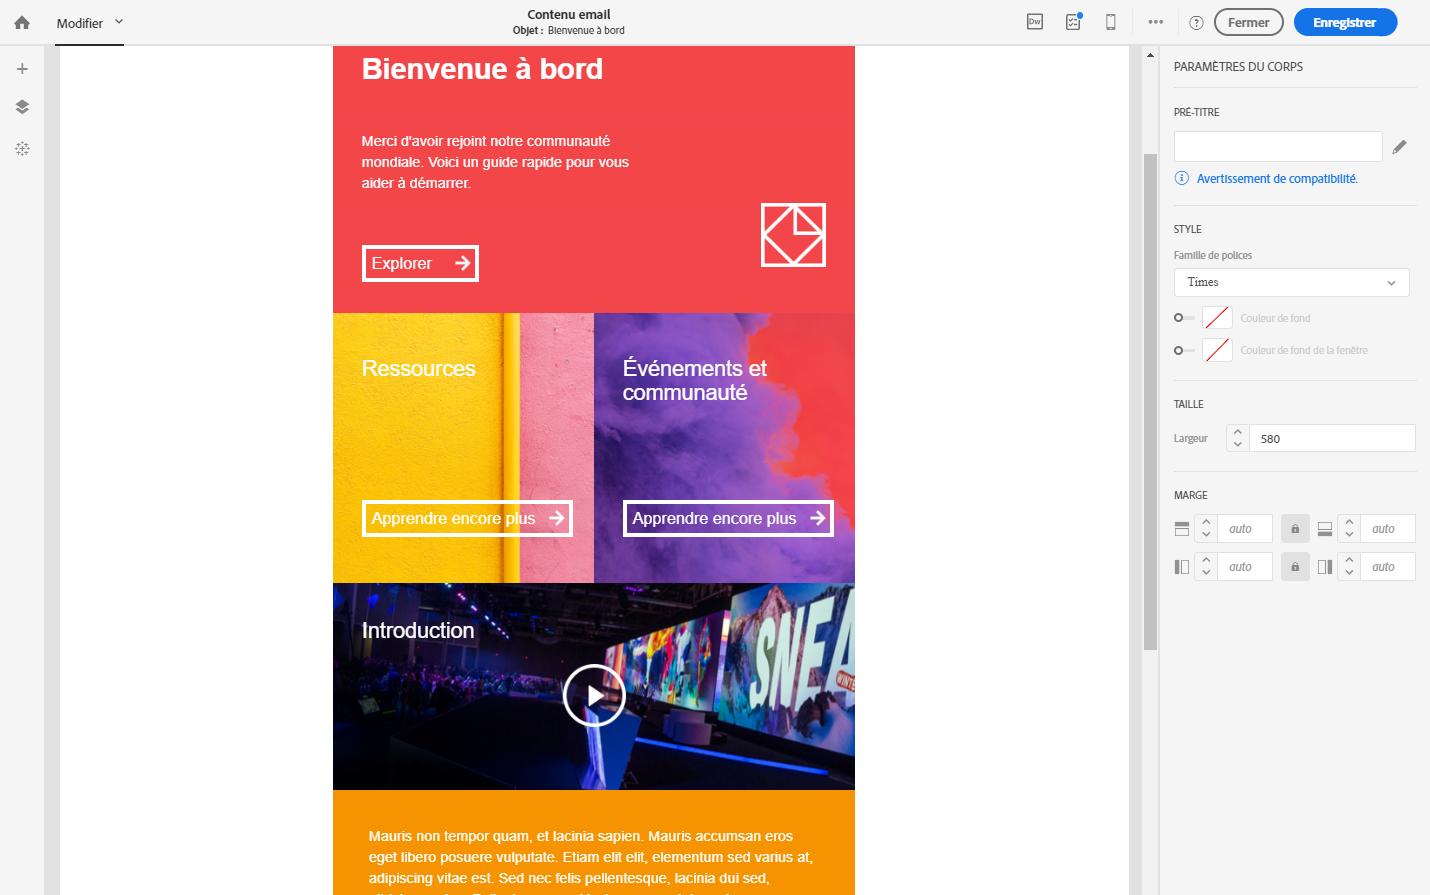 Modifier
Contenu email
Objet : Bienvenue à bord
Dw
Fermer
Enregistrer
Bienvenue à bord
Merci d'avoir rejoint notre communauté
mondiale. Voici un guide rapide pour vous
aider à démarrer.
Explorer
Ressources
Événements et
communauté
Apprendre encore plus
Apprendre encore plus
Introduction
SNEA
Mauris non tempor quam, et lacinia sapien. Mauris accumsan eros
eget libero posuere vulputate. Etiam elit elit, elementum sed varius at,
adipiscing vitae est. Sed nec felis pellentesque, lacinia dui sed,
PARAMÈTRES DU CORPS
PRÉ-TITRE
Avertissement de compatibilité.
STYLE
Famille de polices
Times
Couleur de fond
Couleur de fond de la fenêtre
TAILLE
Largeur
580
MARGE
auto
auto
auto
auto